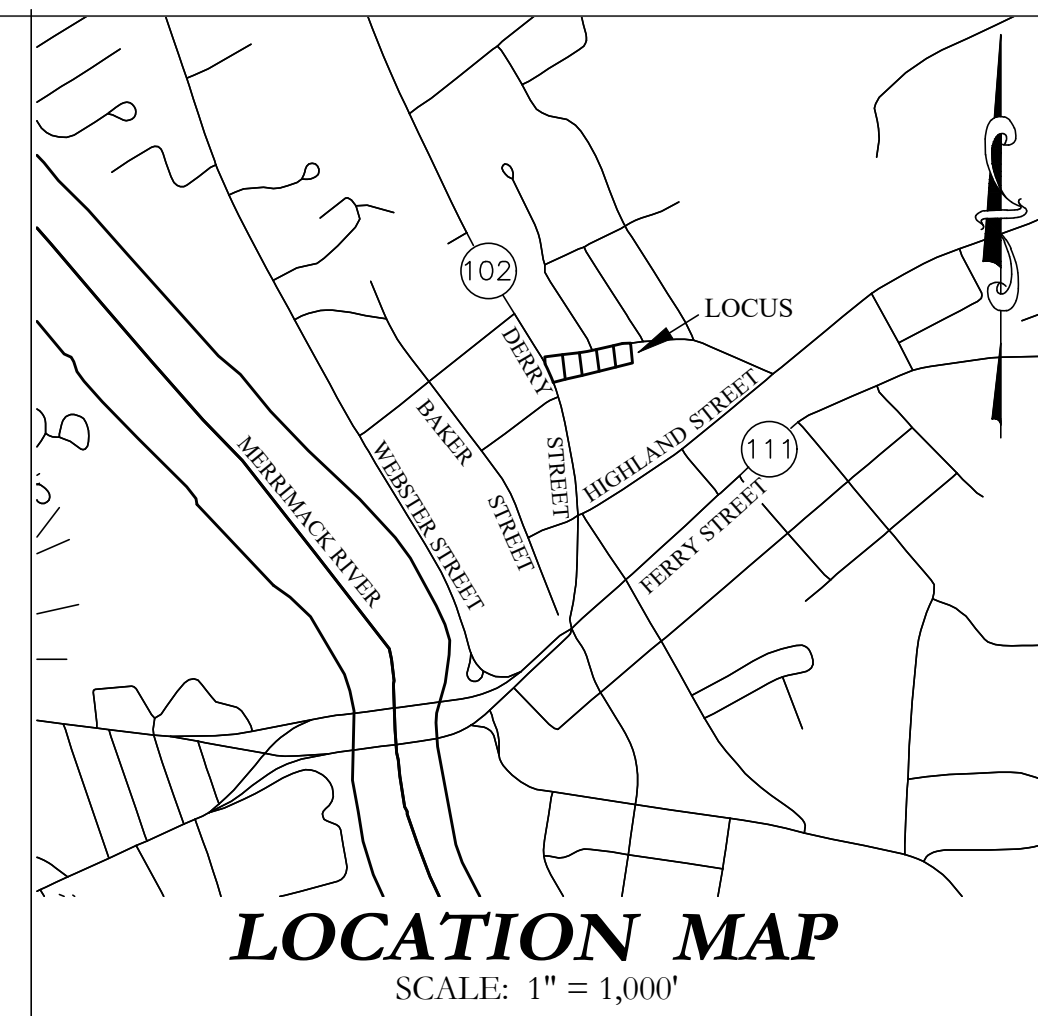 102
LOCUS
DERRY
STREET
BAKER
STREET
HIGHLAND STREET
111
WEBSTER STREET
FERRY STREET
MERRIMACK RIVER
LOCATION MAP
SCALE: 1" = 1,000'